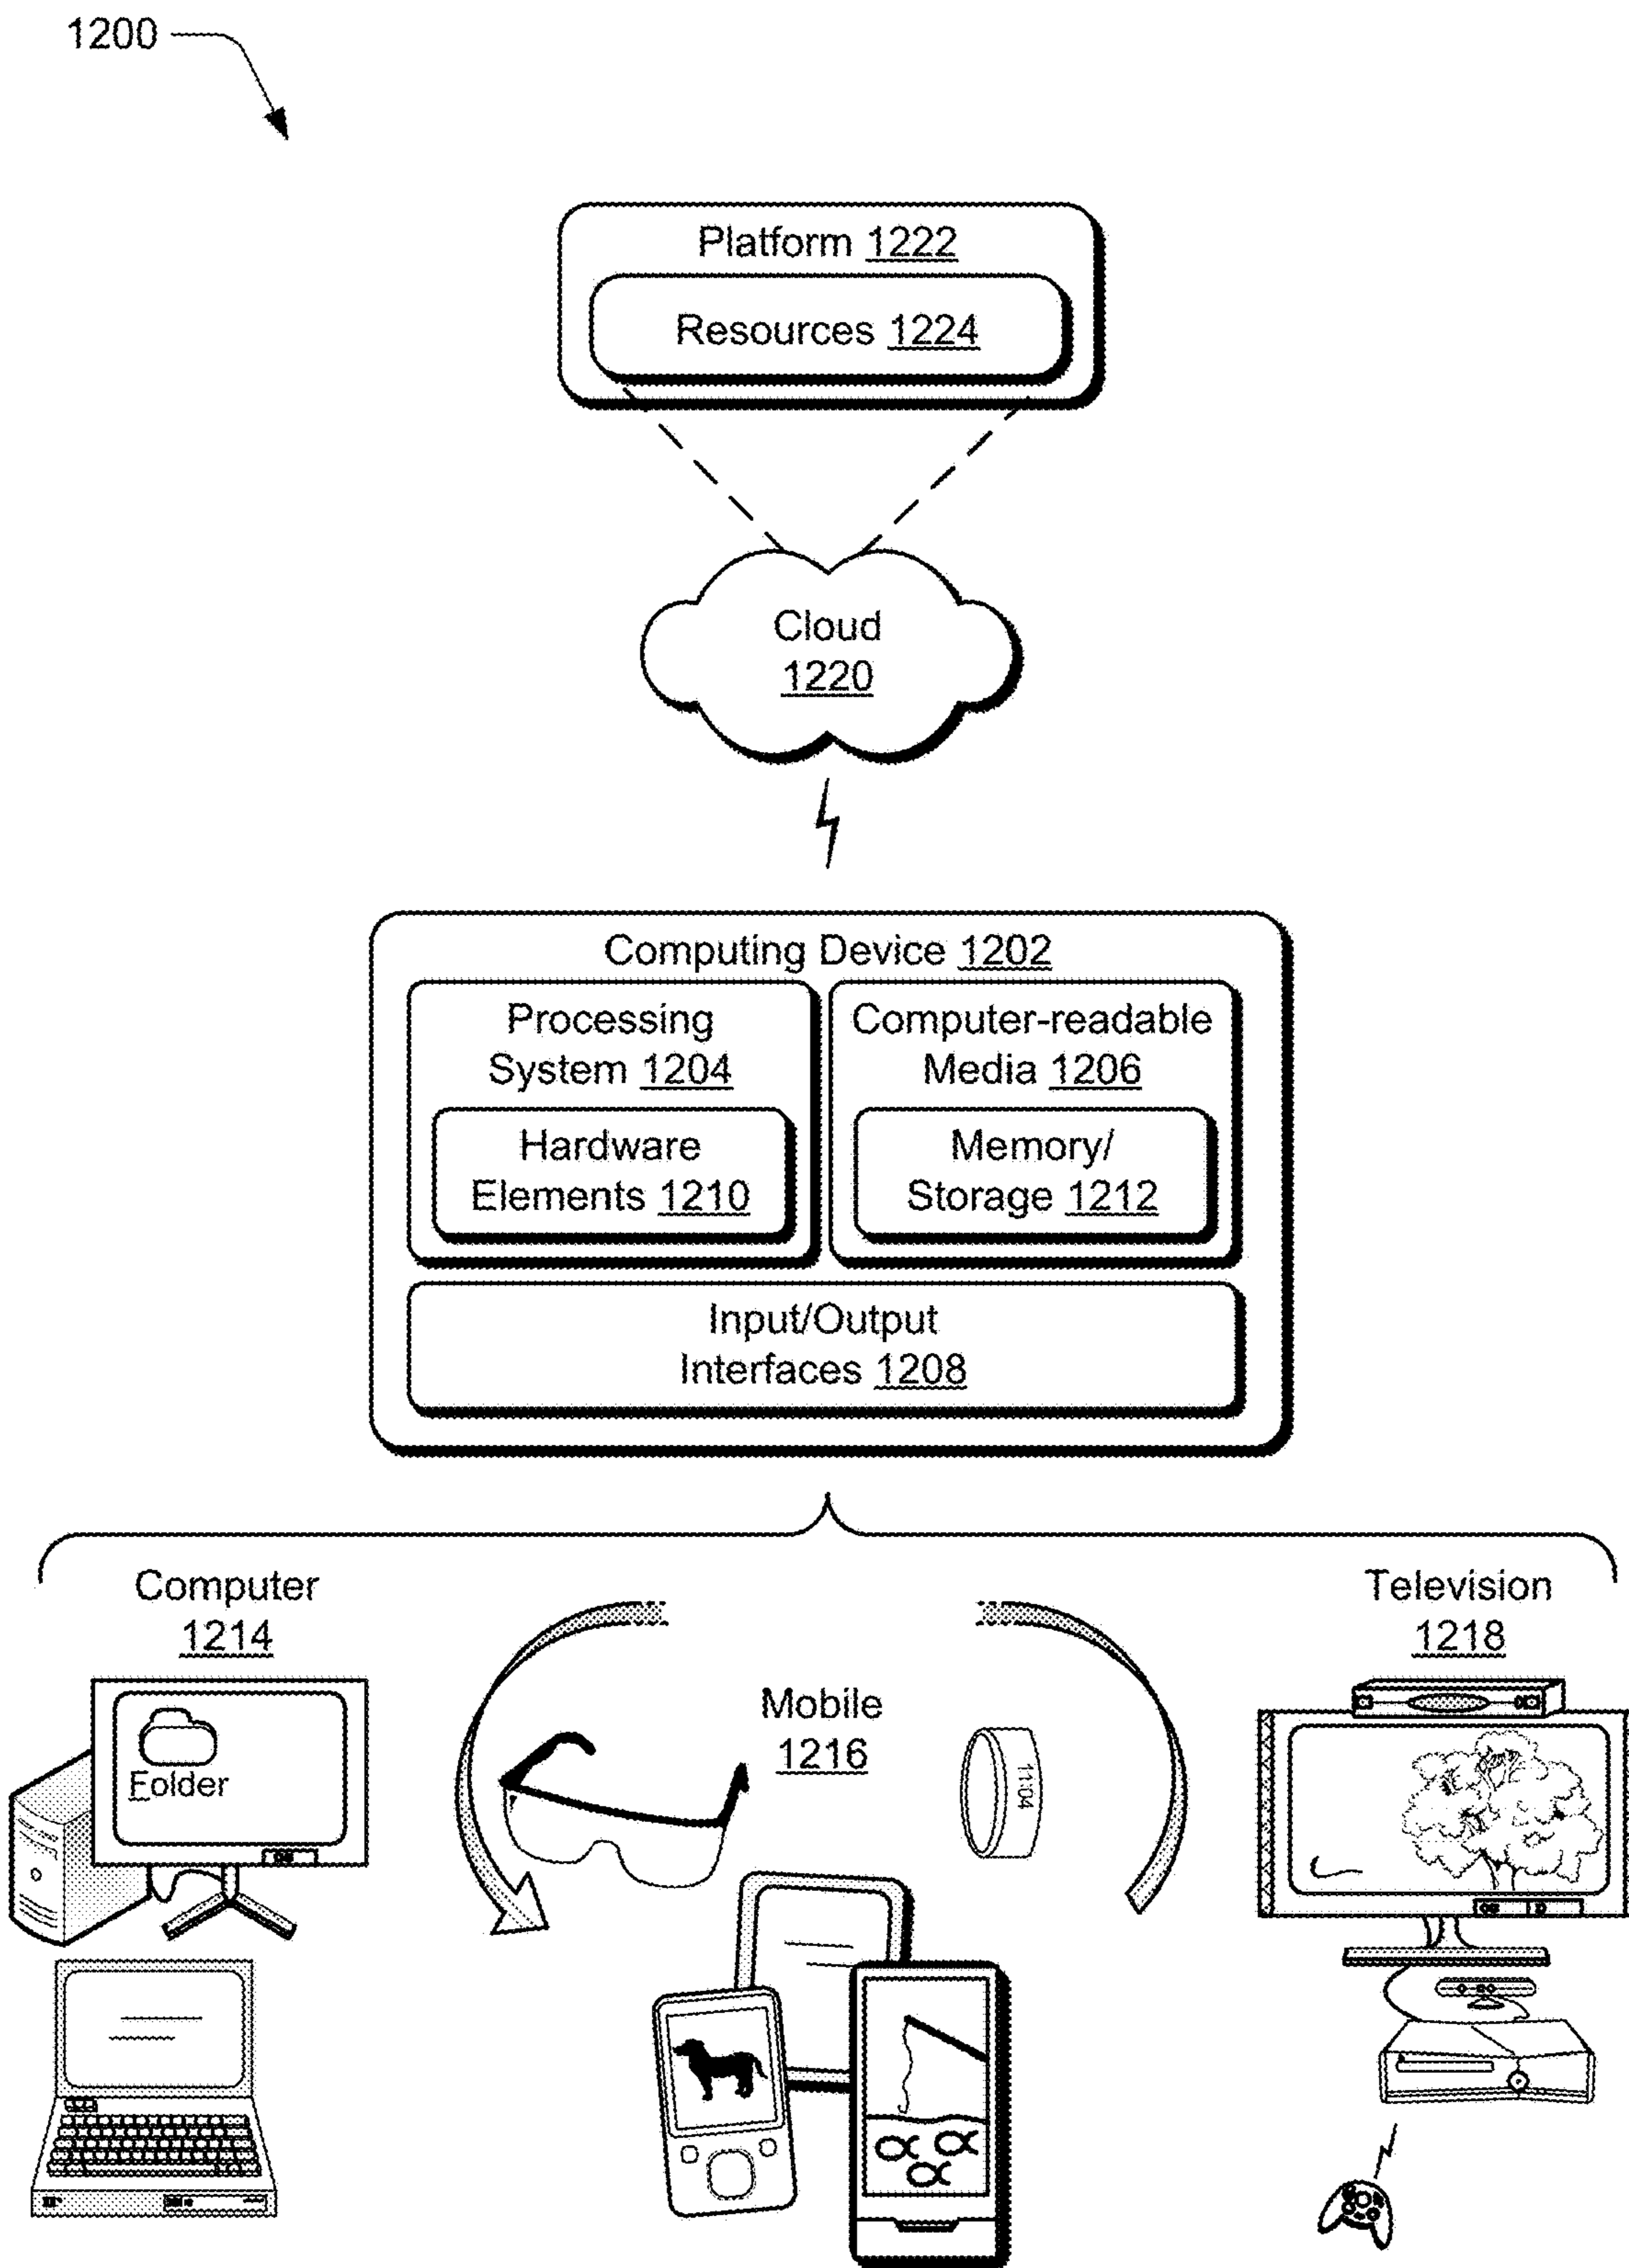 1200
Platform 1222
Resources 1224
Cloud
1220
Computing Device 1202
Processing
System 1204
Computer-readable
Media 1206
Hardware
Elements 1210
Memory/
Storage 1212
Input/Output
Interfaces 1208
Computer
1214
Mobile
1216
Television
1218
Folder
11:04